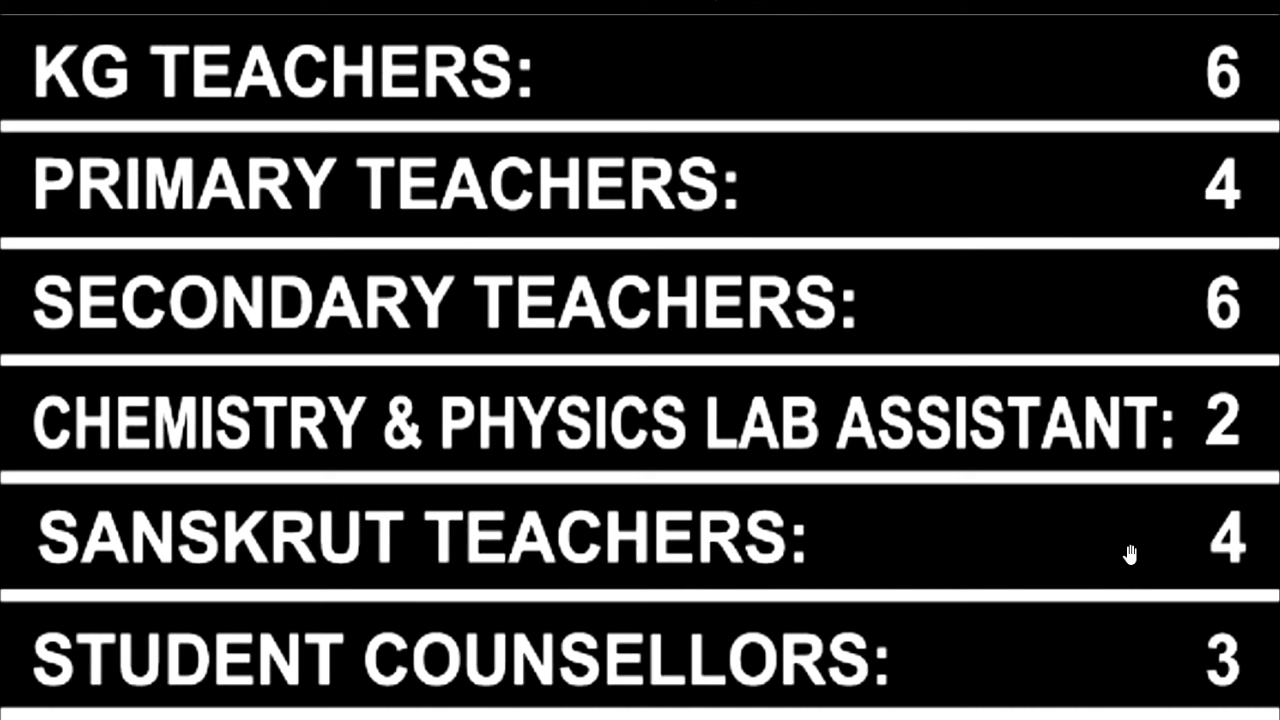 KG TEACHERS: 6
PRIMARY TEACHERS: 4
SECONDARY TEACHERS: 6
CHEMISTRY & PHYSICS LAB ASSISTANT: 2
SANSKRUT TEACHERS: 4
STUDENT COUNSELLORS: 3